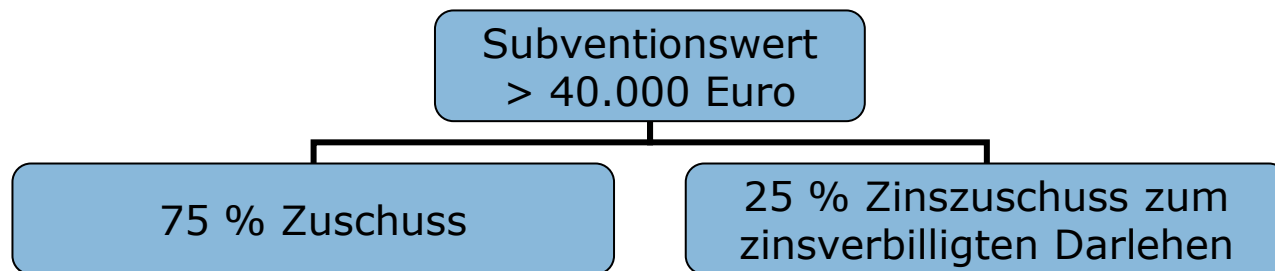 Subventionswert
> 40.000 Euro
75 % Zuschuss
25 % Zinszuschuss zum
zinsverbilligten Darlehen